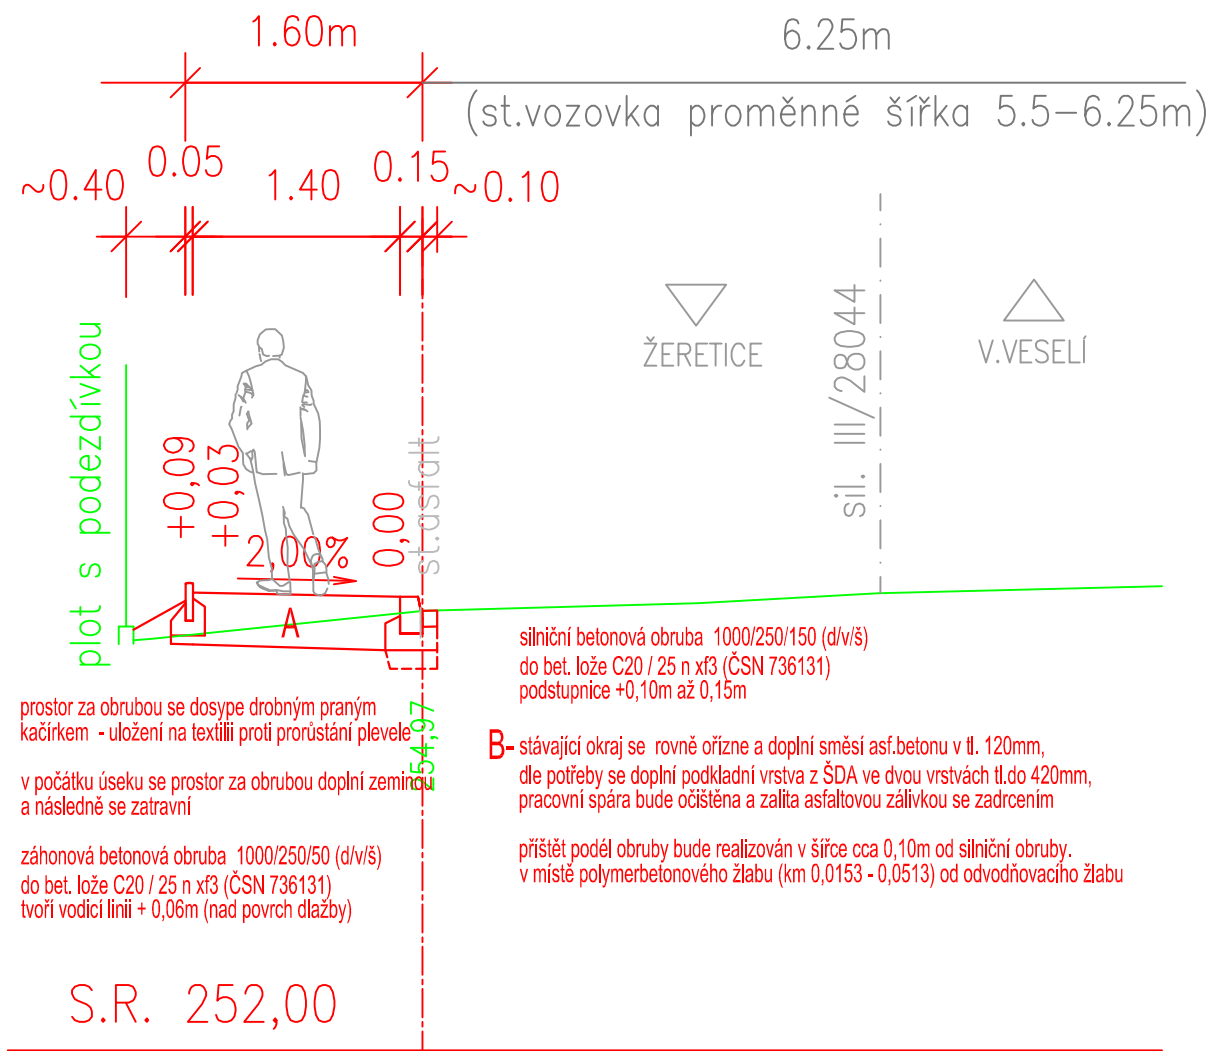 1.60m
6.25m
(st.vozovka proměnné šířka 5.5-6.25m)
~0.40
0.05
1.40
0.15
~0.10
ŽERETICE
sil. III/28044
V.VESELÍ
plot s podezdívkou
+0,09
+0,03
2,00%
0,00
st.asfalt
A
silniční betonová obruba 1000/250/150 (d/v/š)
do bet. lože C20 / 25 n xf3 (ČSN 736131)
podstupnice +0,10m až 0,15m
prostor za obrubou se dosype drobným praným
kačírkem - uložení na textilii proti prorůstání plevele
254,97
v počátku úseku se prostor za obrubou doplní zeminou
a následně se zatravní
záhonová betonová obruba 1000/250/50 (d/v/š)
do bet. lože C20 / 25 n xf3 (ČSN 736131)
tvoří vodicí linii + 0,06m (nad povrch dlažby)
B- stávající okraj se rovně ořízne a doplní směsí asf.betonu v tl. 120mm,
dle potřeby se doplní podkladní vrstva z ŠDA ve dvou vrstvách tl.do 420mm,
pracovní spára bude očištěna a zalita asfaltovou zálivkou se zadrcením
příštět podél obruby bude realizován v šířce cca 0,10m od silniční obruby.
v místě polymerbetonového žlabu (km 0,0153 - 0,0513) od odvodňovacího žlabu
S.R. 252,00